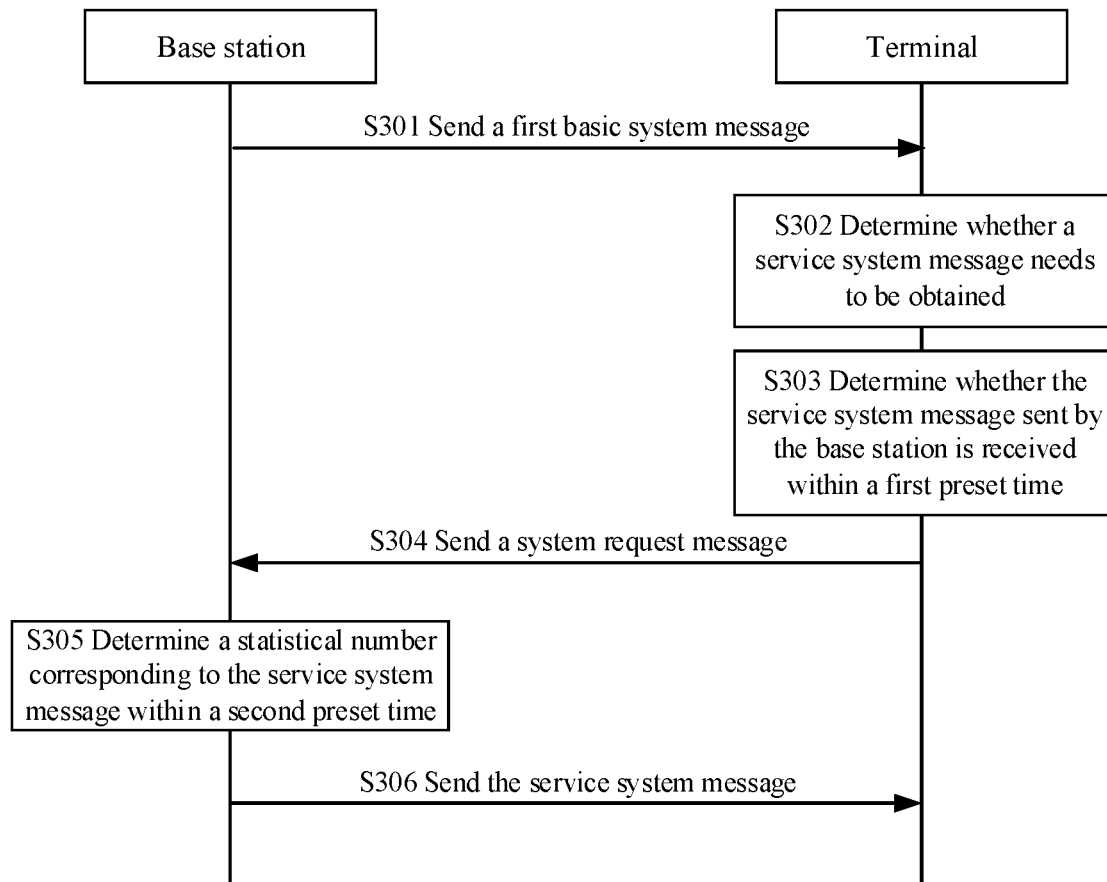 Base station
Terminal
S301 Send a first basic system message
S302 Determine whether a
service system message needs
to be obtained
S303 Determine whether the
service system message sent by
the base station is received
within a first preset time
S304 Send a system request message
S305 Determine a statistical number
corresponding to the service system
message within a second preset time
S306 Send the service system message